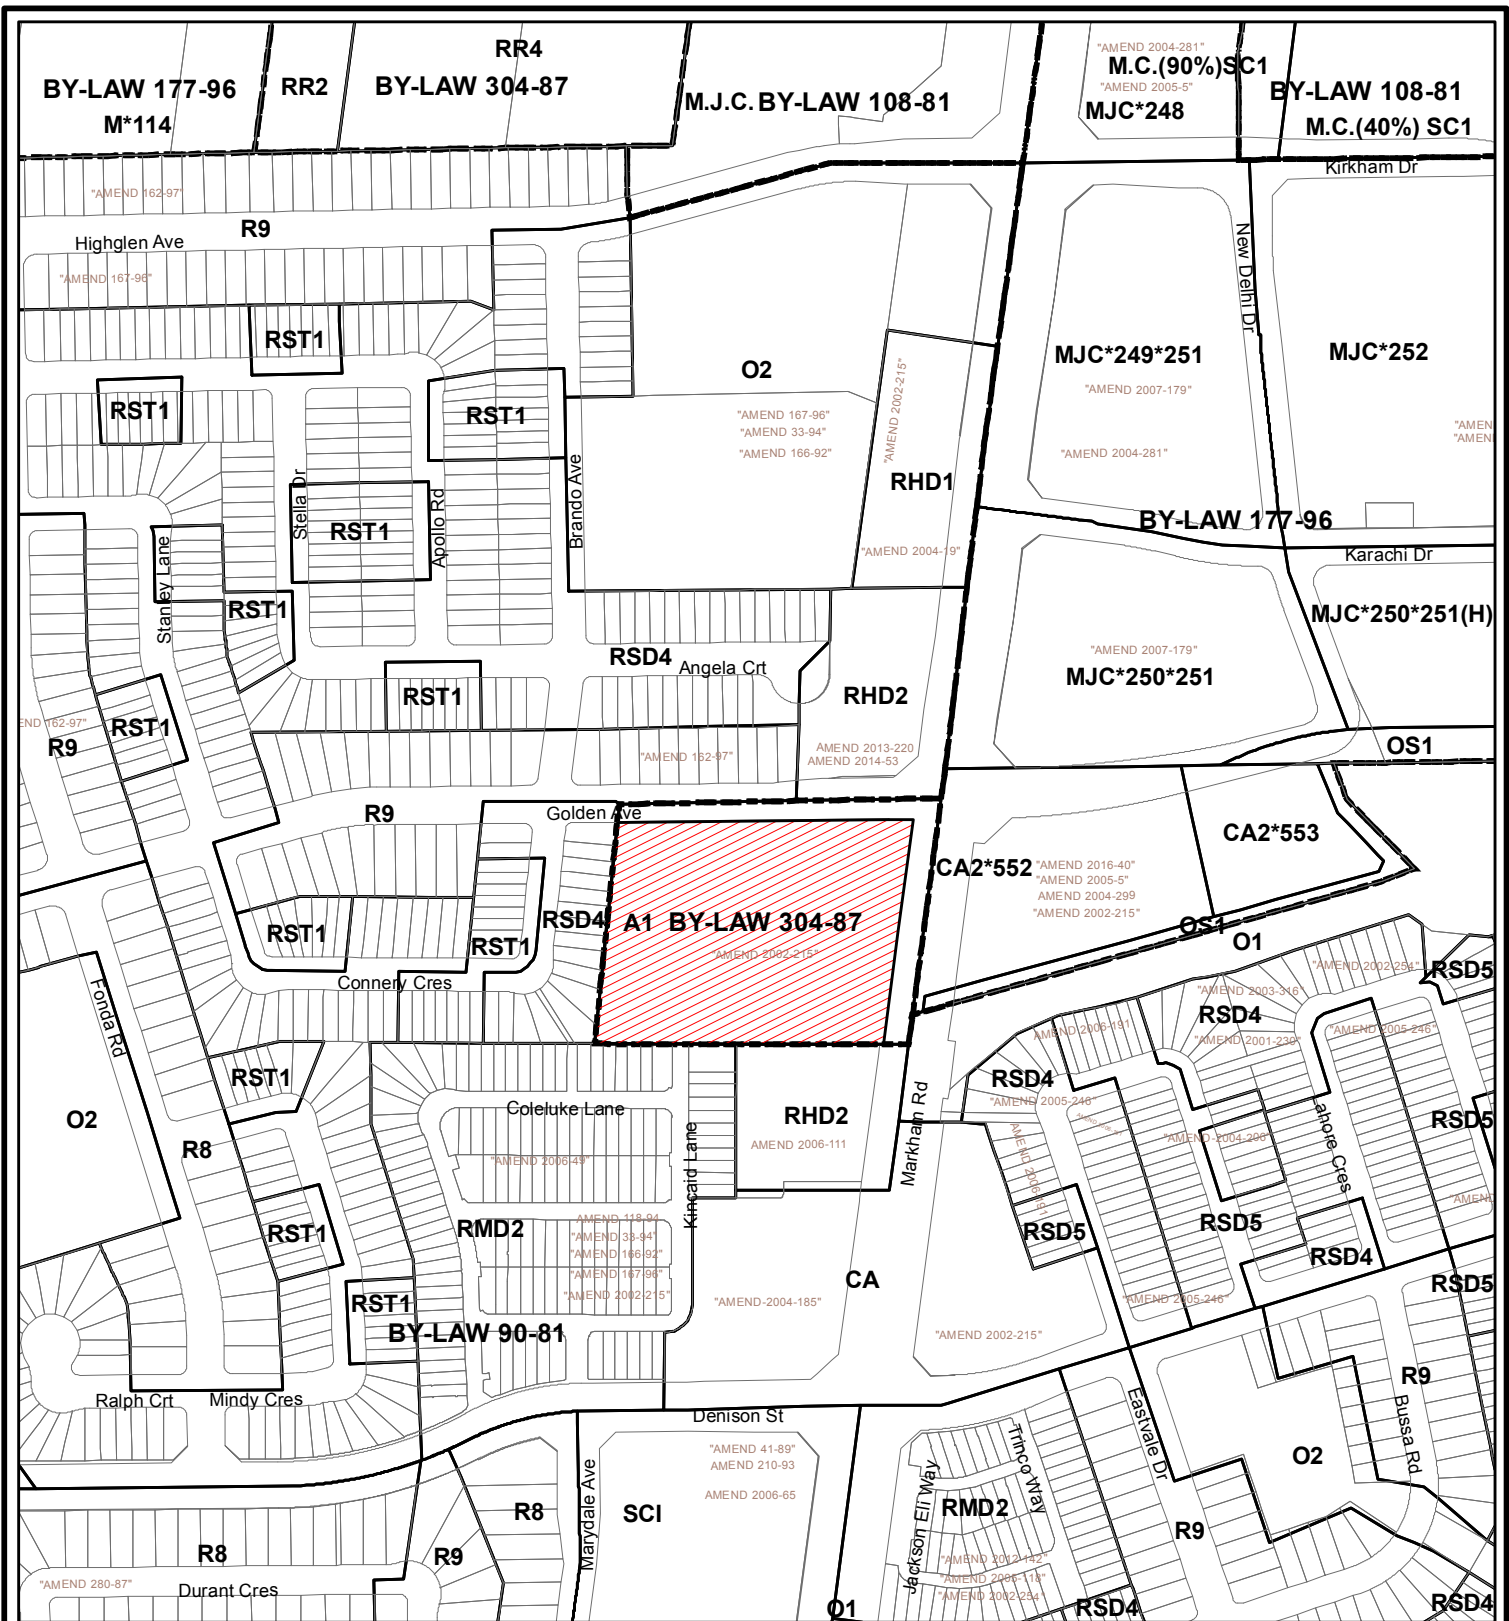 RR4
"AMEND 2004-281"
M.C.(90%)SC1
BY-LAW 177-96
RR2
BY-LAW 304-87
"AMEND 2005-5"
BY-LAW 108-81
M.J.C. BY-LAW 108-81
MJC*248
M*114
M.C.(40%) SC1
Kirkham Dr
"AMEND 162-97"
R9
Highglen Ave
New Delhi Dr
"AMEND 167-96"
RST1
MJC*249*251
MJC*252
O2
"AMEND 2002-215"
"AMEND 2007-179"
RST1
RST1
"AMEND 167-96"
"AMEND 33-94"
"AMEN
"AMEN
"AMEND 166-92"
"AMEND 2004-281"
RHD1
Stella Dr
Apollo Rd
Brando Ave
RST1
BY-LAW 177-96
"AMEND 2004-19"
Karachi Dr
Stanley Lane
RST1
MJC*250*251(H)
RSD4
Angela Crt
"AMEND 2007-179"
MJC*250*251
RST1
RHD2
END 162-97"
RST1
R9
"AMEND 162-97"
AMEND 2013-220
AMEND 2014-53
OS1
R9
Golden Ave
CA2*553
CA2*552
"AMEND 2016-40"
"AMEND 2005-5"
AMEND 2004-299
"AMEND 2002-215"
RST1
RST1
RSD4
A1 BY-LAW 304-87
"AMEND 2002-215"
OS1
O1
Connery Cres
"AMEND 2002-254"
RSD5
"AMEND 2003-316"
Fonda Rd
RSD4
AMEND 2006-191
"AMEND 2001-239"
"AMEND 2005-246"
RST1
RSD4
"AMEND 2005-246"
O2
Coleluke Lane
RHD2
Markham Rd
RSD5
R8
AMEND 2006-111
"AMEND 2004-206"
Lahore Cres
"AMEND 2006-49"
Kincaid Lane
AMEND 2006-191
"AMEND
RST1
RMD2
AMEND 118-94
"AMEND 33-94"
"AMEND 166-92"
"AMEND 167-96"
"AMEND 2002-215"
RSD5
RSD5
RSD4
CA
RSD5
RST1
"AMEND-2004-185"
"AMEND 2005-246"
BY-LAW 90-81
"AMEND 2002-215"
R9
Ralph Crt
Mindy Cres
Eastvale Dr
Bussa Rd
Denison St
"AMEND 41-89"
AMEND 210-93
Trinco Way
O2
AMEND 2006-65
Marydale Ave
Jackson Eli Way
R8
SCI
RMD2
R9
R8
R9
"AMEND 2012-142"
"AMEND 2006-118"
"AMEND 2002-254"
"AMEND 280-87"
Durant Cres
O1
RSD4
RSD4